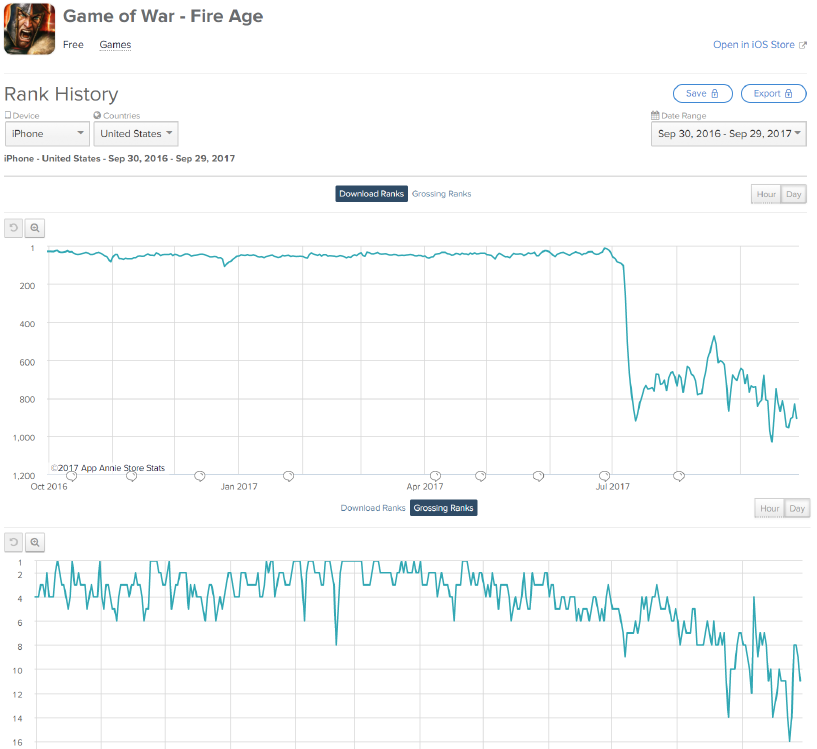 Game of War - Fire Age
Free Games
Open in iOS Store
Rank History
Save Export
Device Countries Date Range
iPhone United States Sep 30, 2016 - Sep 29, 2017
iPhone - United States - Sep 30, 2016 - Sep 29, 2017
Download Ranks Grossing Ranks
Hour Day
1
200
400
600
800
1,000
1,200
©2017 App Annie Store Stats
Oct 2016 Jan 2017 Apr 2017 Jul 2017
Download Ranks Grossing Ranks
Hour Day
1
2
4
6
8
10
12
14
16